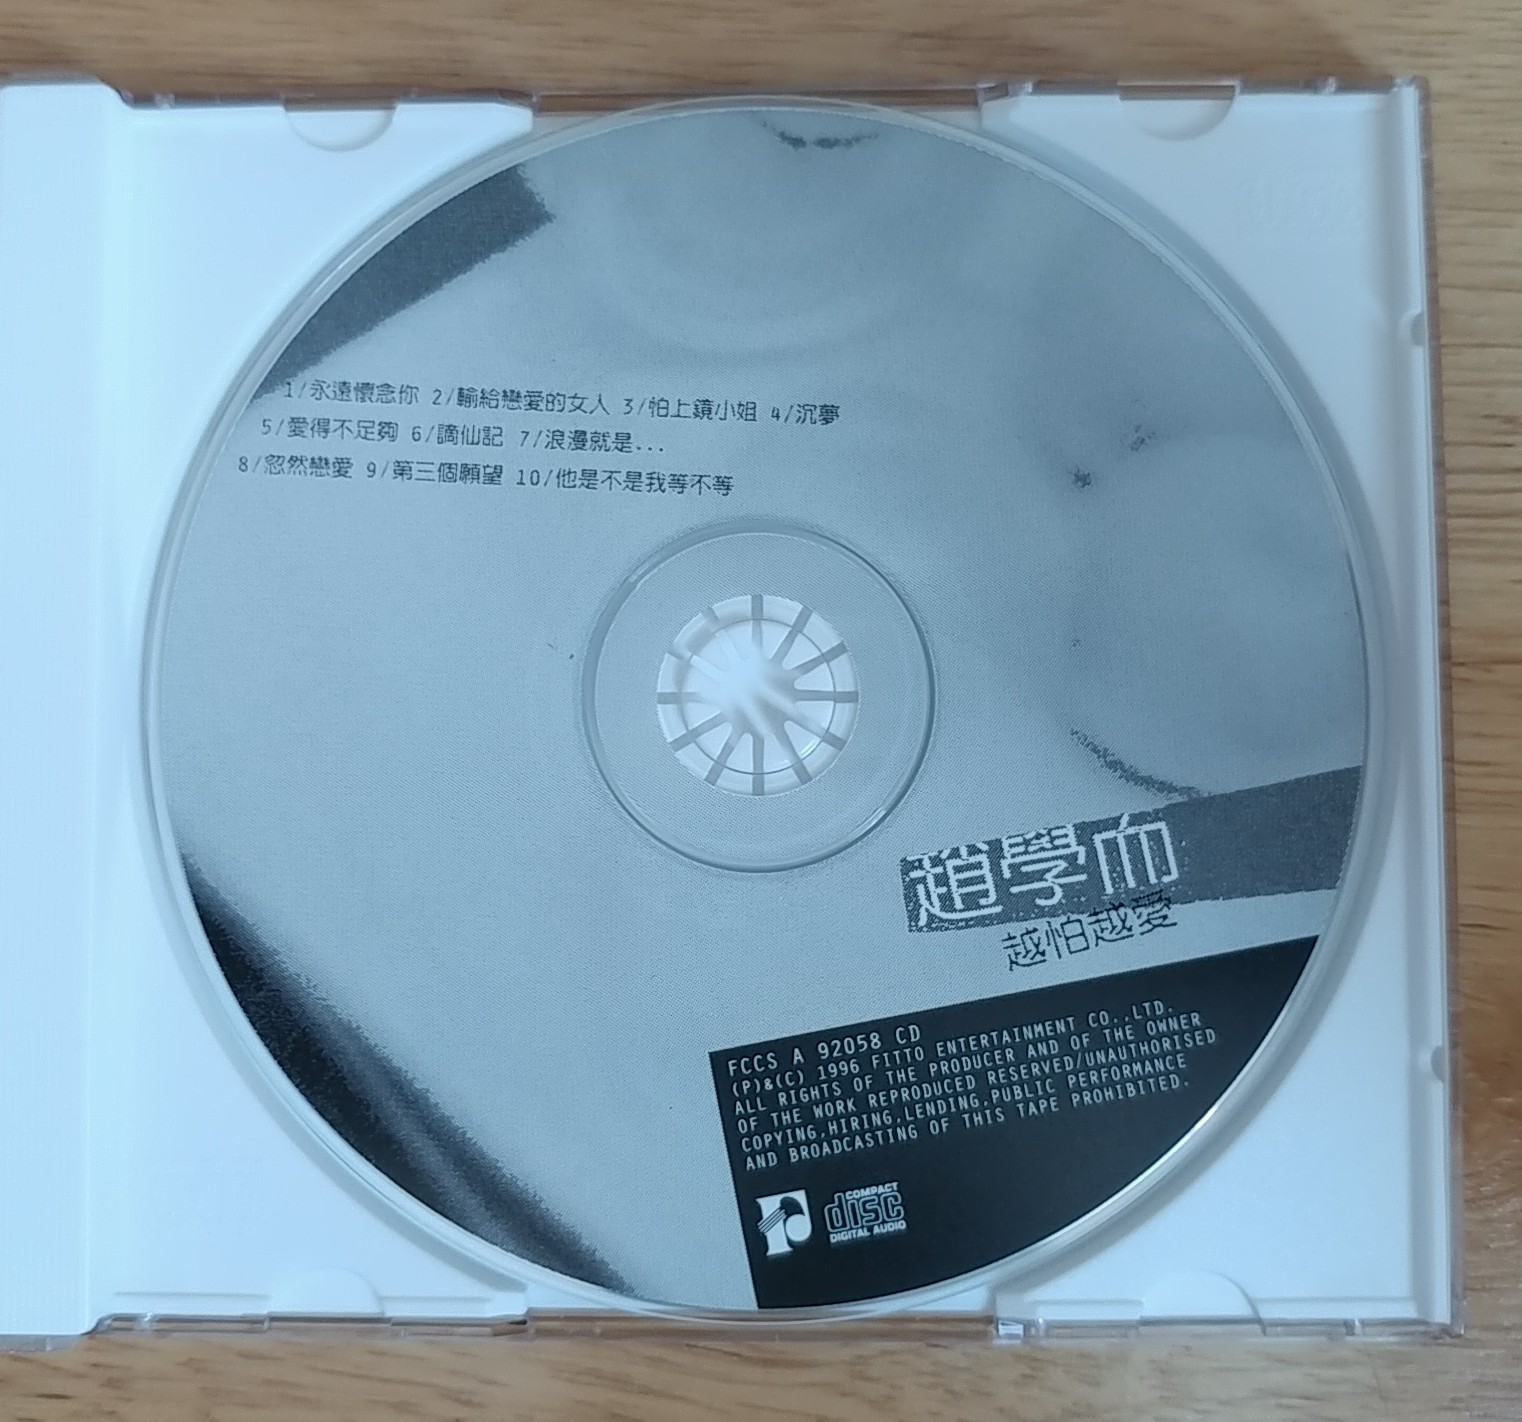 1/永遠懷念你 2/輸給戀愛的女人 3/怕上鏡小姐 4/沉夢
5/愛得不足夠 6/謫仙記 7/浪漫就是...
8/忽然戀愛 9/第三個願望 10/他是不是我等不等
趙學而
越怕越愛
FCCS A 92058 CD
(P)&(C) 1996 FITTO ENTERTAINMENT CO.,LTD.
ALL RIGHTS OF THE PRODUCER AND OF THE OWNER
OF THE WORK REPRODUCED RESERVED/UNAUTHORISED
COPYING,HIRING,LENDING,PUBLIC PERFORMANCE
AND BROADCASTING OF THIS TAPE PROHIBITED.
COMPACT
disc
DIGITAL AUDIO